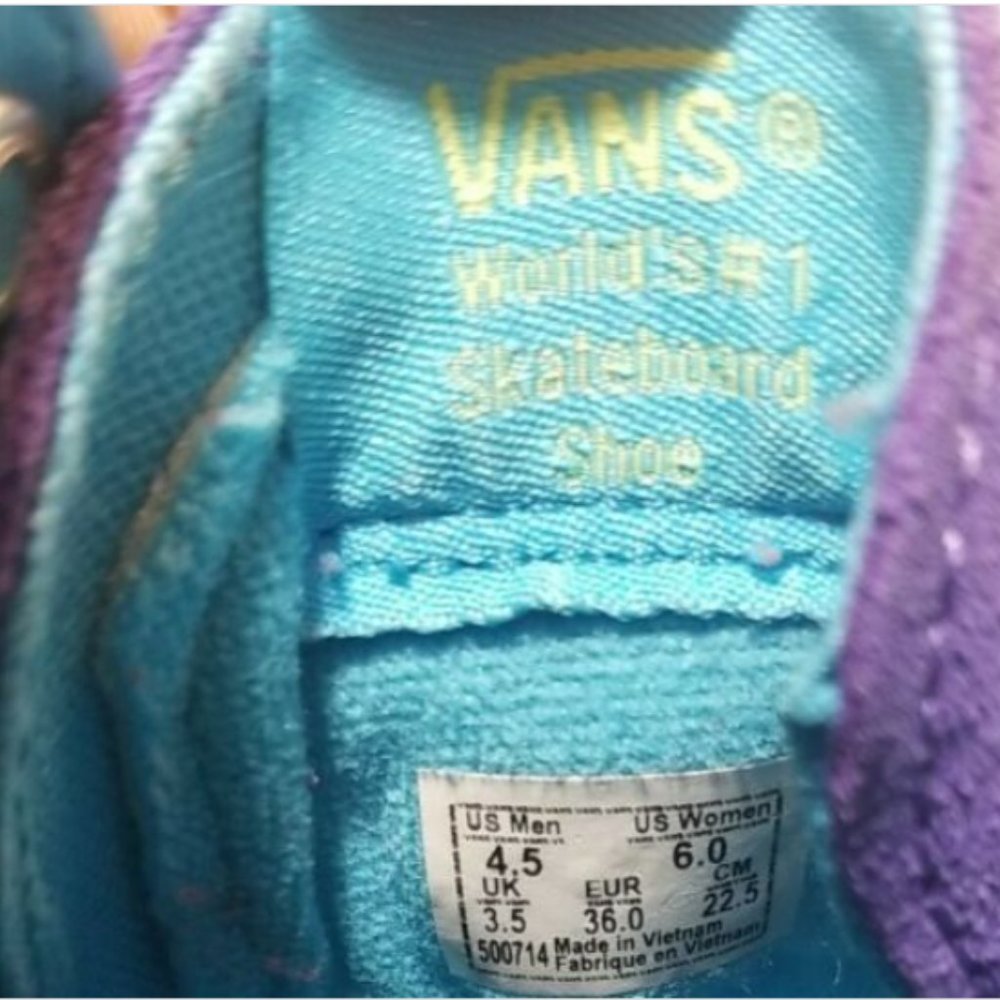 VANS®
World's #1
Skateboard
Shoe
US Men US Women
4.5 6.0
UK EUR CM
3.5 36.0 22.5
500714 Made in Vietnam
Fabrique en Vietnam